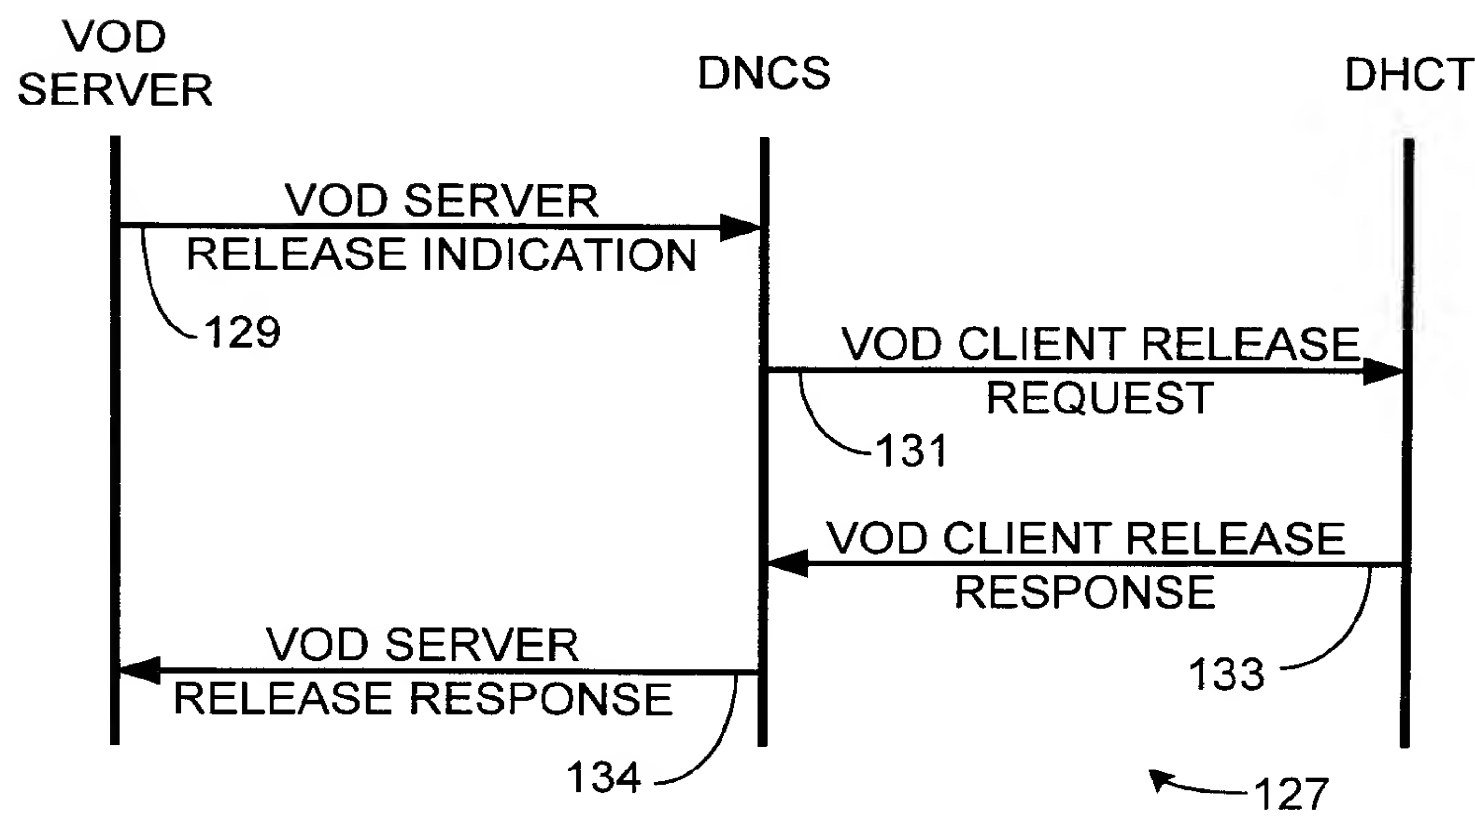 VOD
SERVER
DNCS
DHCT
VOD SERVER
RELEASE INDICATION
129
VOD CLIENT RELEASE
REQUEST
131
VOD CLIENT RELEASE
RESPONSE
133
VOD SERVER
RELEASE RESPONSE
134
127